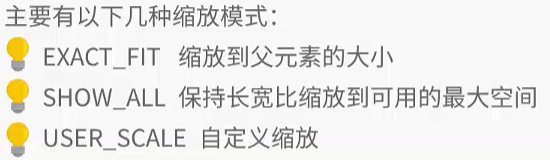 主要有以下几种缩放模式：
EXACT_FIT 缩放到父元素的大小
SHOW_ALL 保持长宽比缩放到可用的最大空间
USER_SCALE 自定义缩放